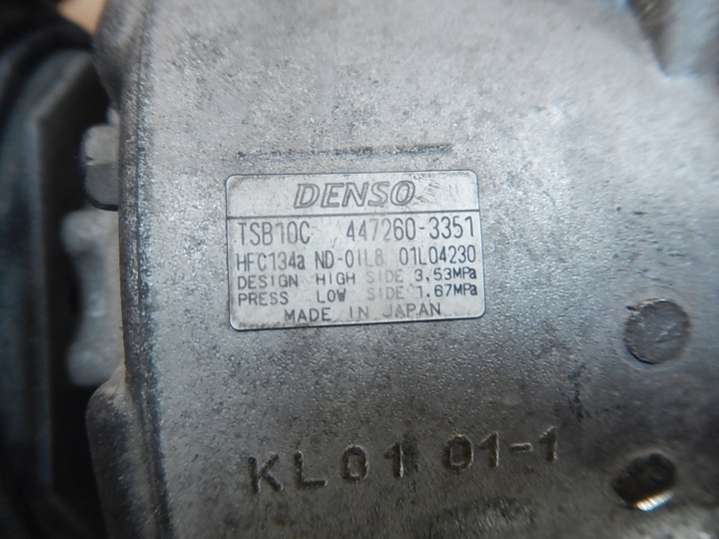 DENSO
TSB10C 447260-3351
HFC134a ND-OIL8 01L04230
DESIGN HIGH SIDE 3.53MPa
PRESS LOW SIDE 1.67MPa
MADE IN JAPAN
KL01 01-1